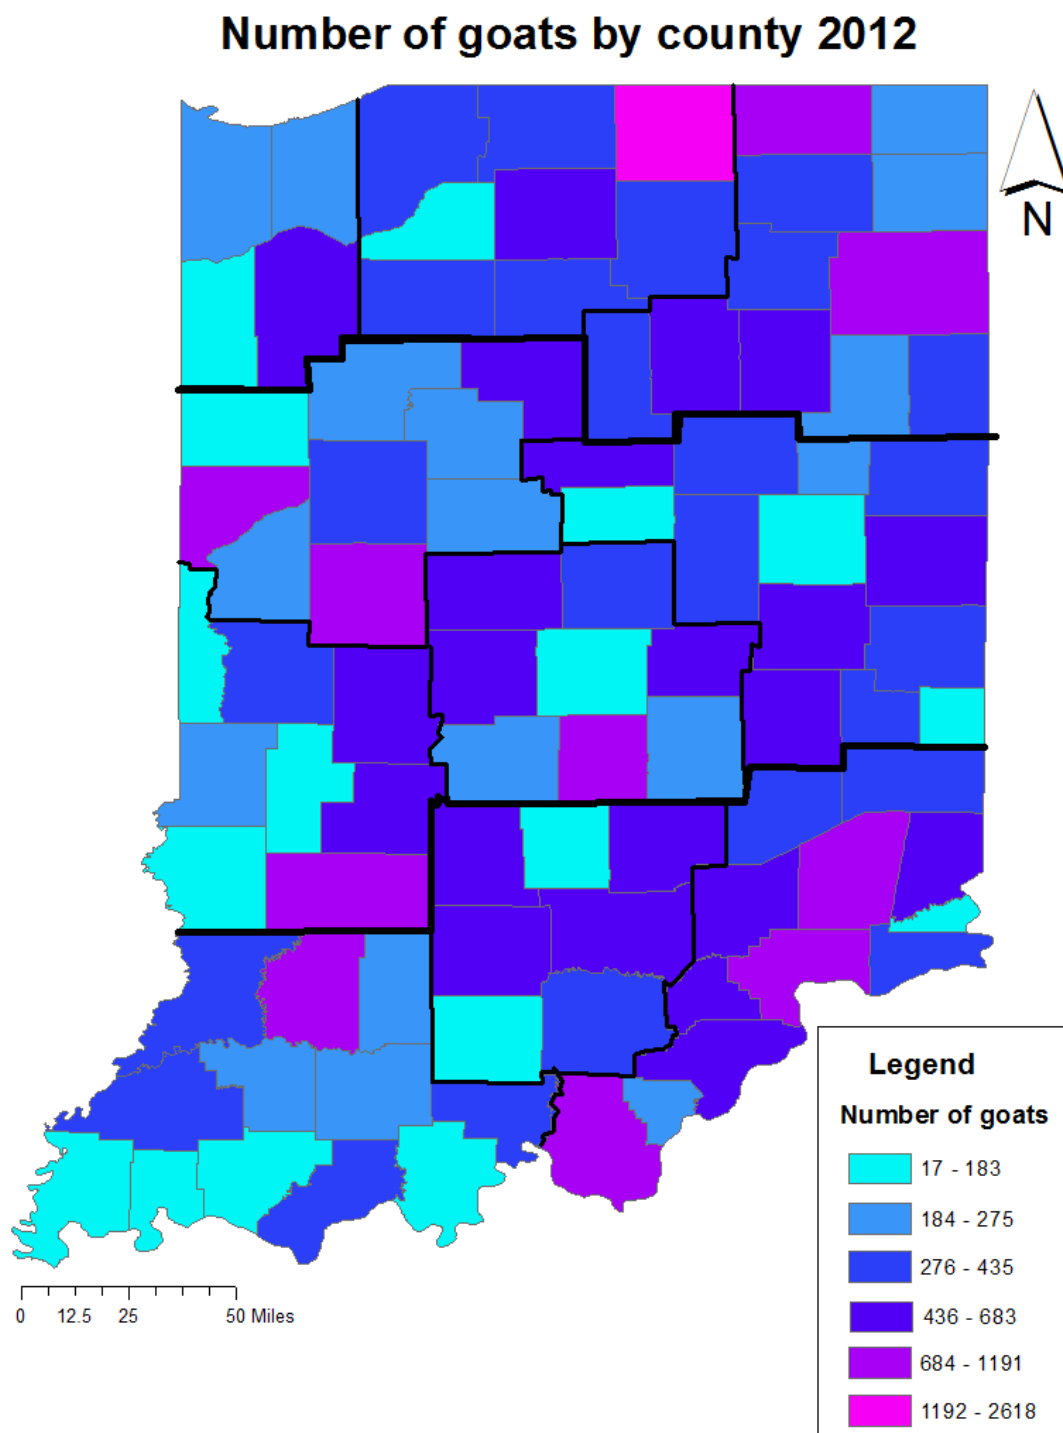 Number of goats by county 2012
N
Legend
Number of goats
17 - 183
184 - 275
276 - 435
436 - 683
684 - 1191
1192 - 2618
0 12.5 25 50 Miles